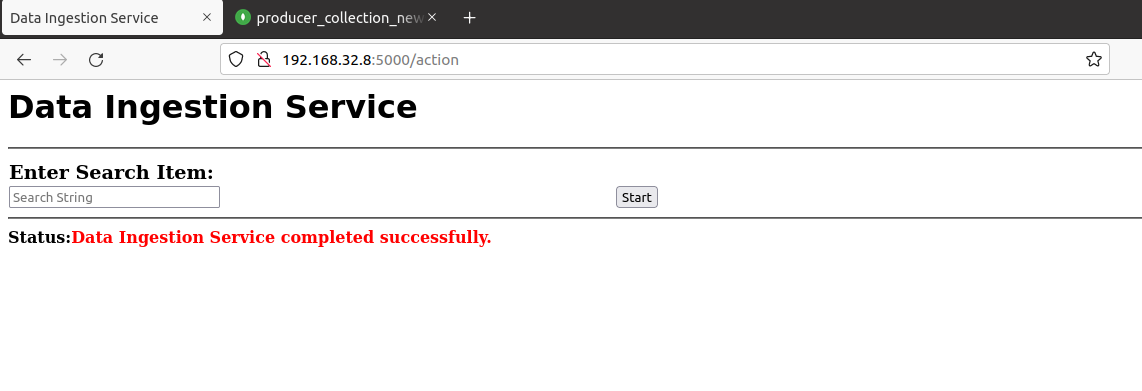 Data Ingestion Service
producer_collection_new
192.168.32.8:5000/action
Data Ingestion Service
Enter Search Item:
Search String
Start
Status:Data Ingestion Service completed successfully.